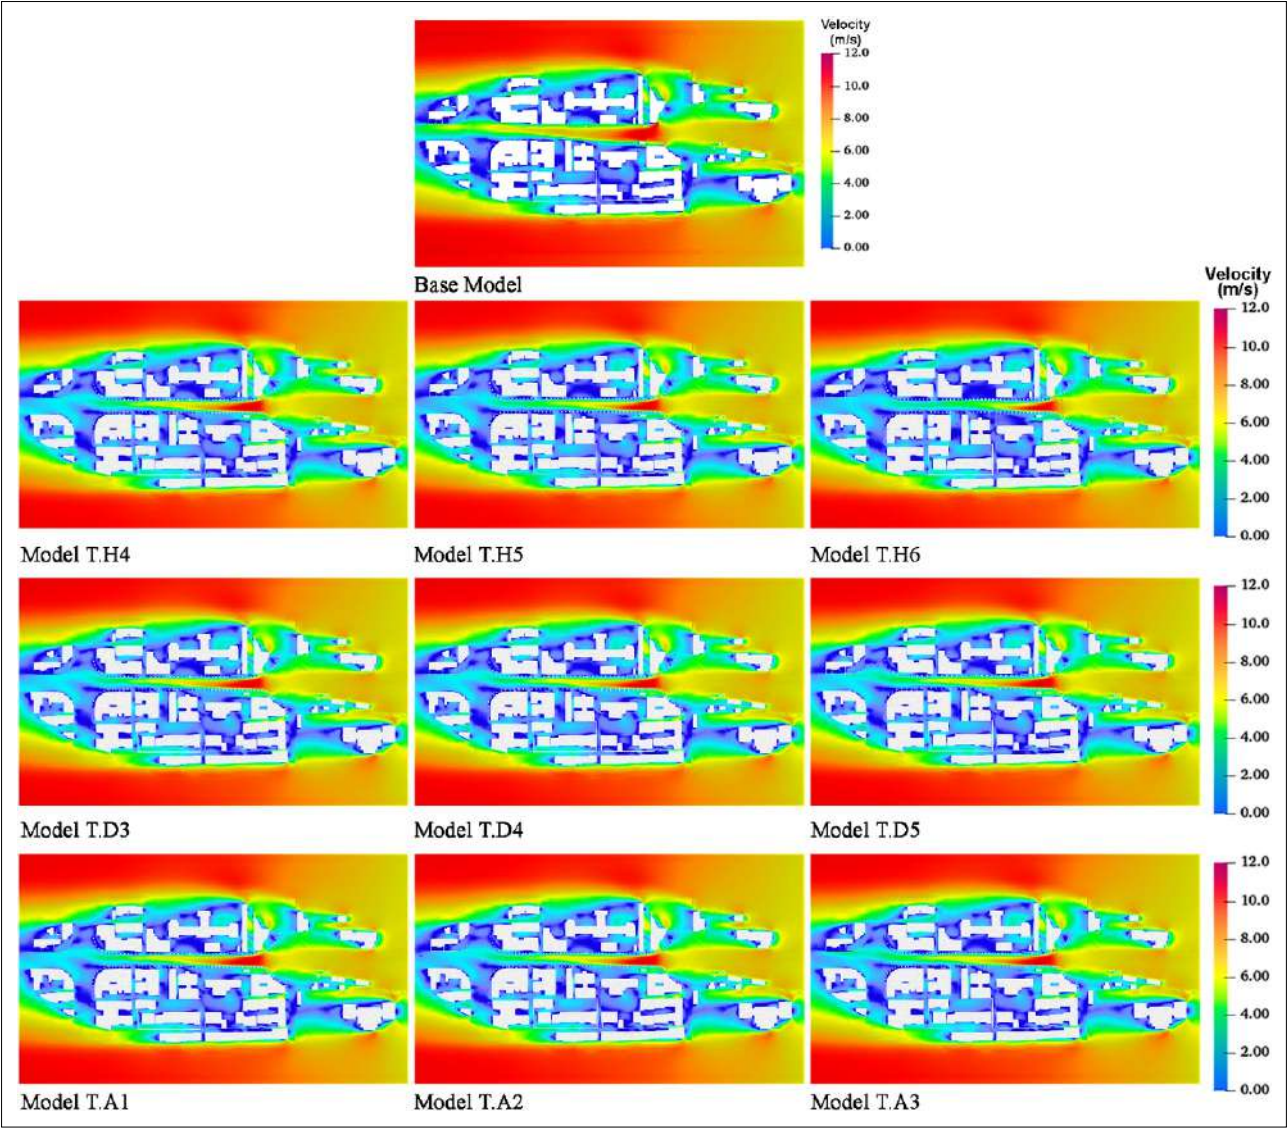 Velocity
(m/s)
12.0
10.0
8.00
6.00
4.00
2.00
0.00
Base Model
Velocity
(m/s)
12.0
10.0
8.00
6.00
4.00
2.00
0.00
Model T.H4
Model T.H5
Model T.H6
12.0
10.0
8.00
6.00
4.00
2.00
0.00
Model T.D3
Model T.D4
Model T.D5
12.0
10.0
8.00
6.00
4.00
2.00
0.00
Model T.A1
Model T.A2
Model T.A3